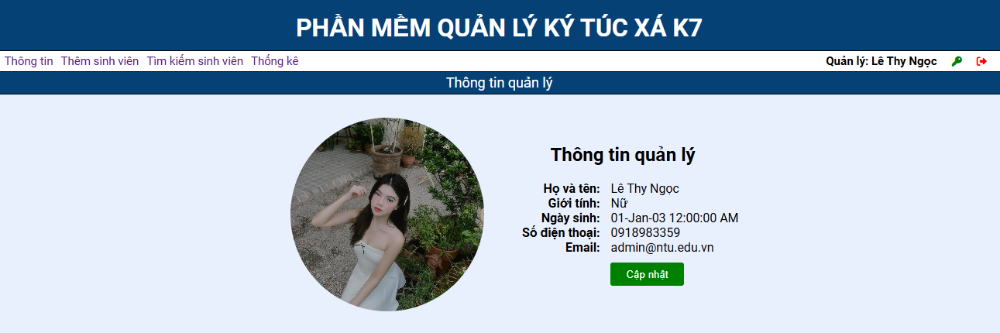 PHẦN MỀM QUẢN LÝ KÝ TÚC XÁ K7
Thông tin Thêm sinh viên Tìm kiếm sinh viên Thống kê Quản lý: Lê Thy Ngọc
Thông tin quản lý
Thông tin quản lý
Họ và tên: Lê Thy Ngọc
Giới tính: Nữ
Ngày sinh: 01-Jan-03 12:00:00 AM
Số điện thoại: 0918983359
Email: admin@ntu.edu.vn
Cập nhật